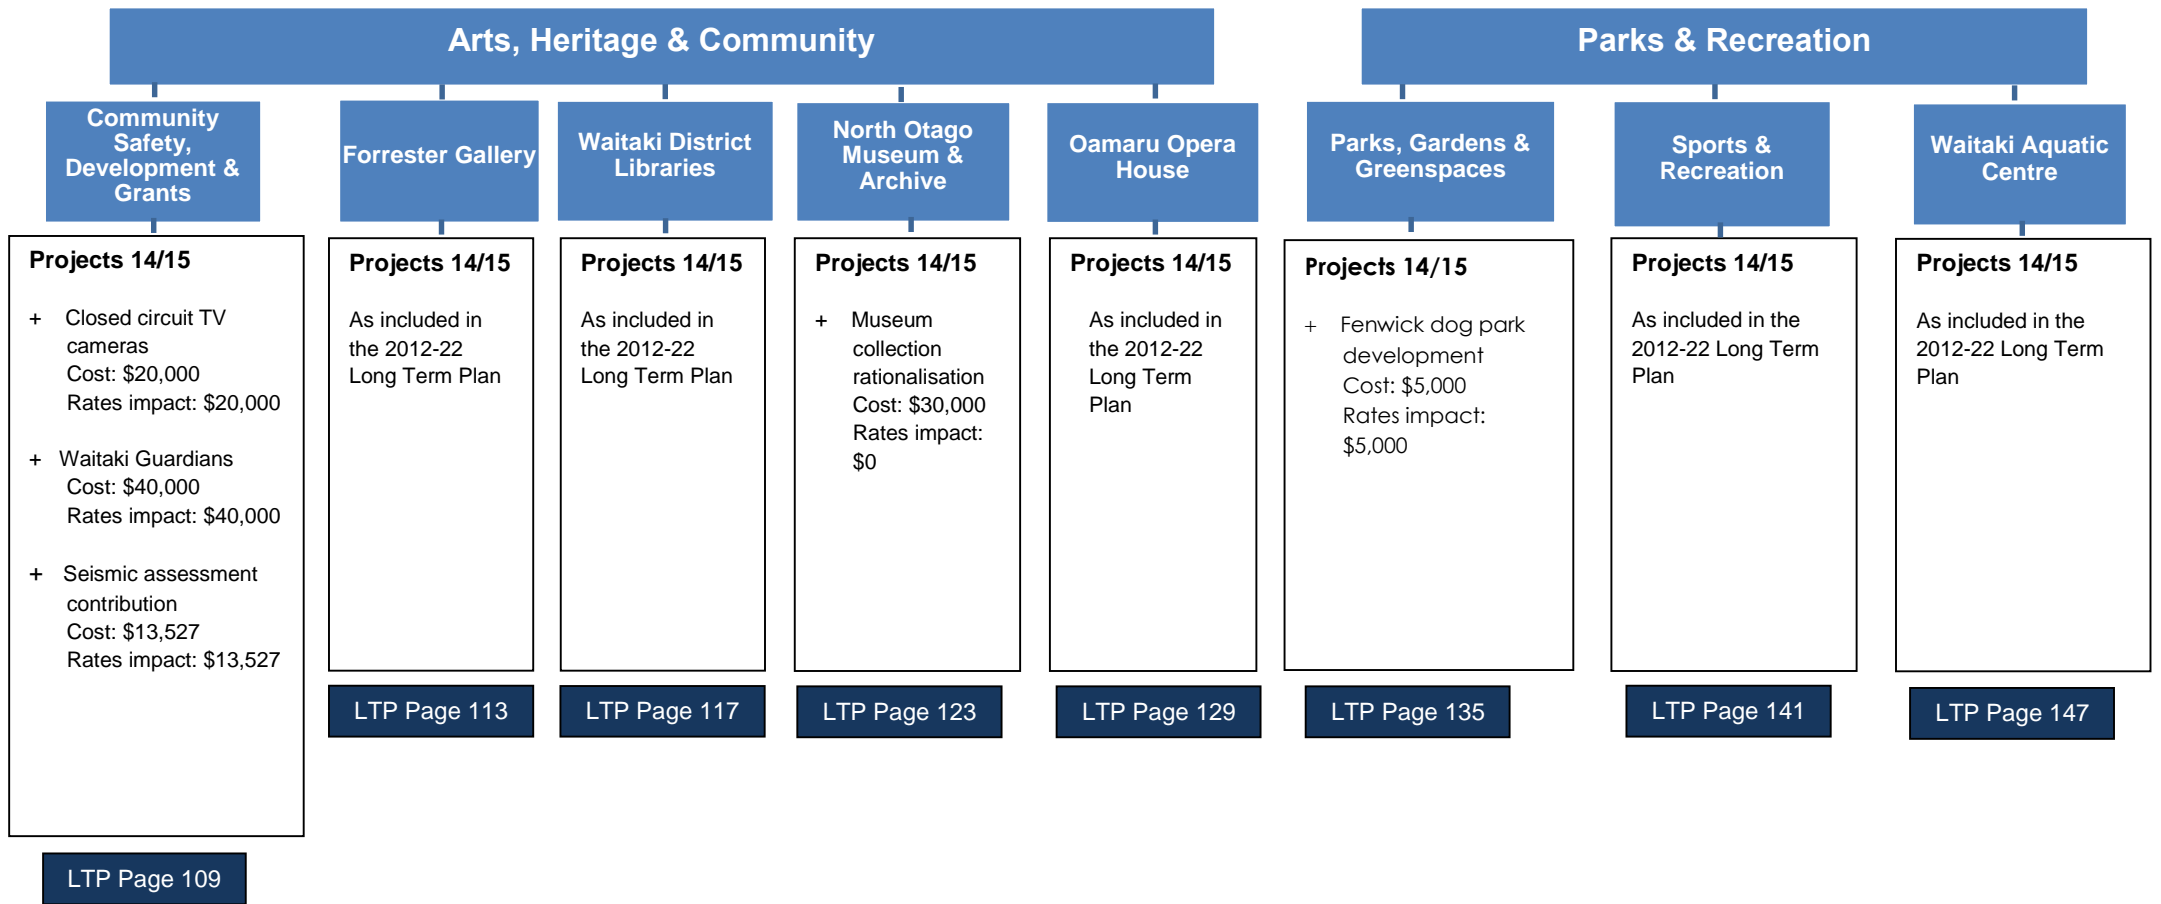 Arts, Heritage & Community
Community
Safety,
Development &
Grants
Projects 14/15
+ Closed circuit TV
cameras
Cost: $20,000
Rates impact: $20,000
+ Waitaki Guardians
Cost: $40,000
Rates impact: $40,000
+ Seismic assessment
contribution
Cost: $13,527
Rates impact: $13,527
LTP Page 109
Forrester Gallery
Projects 14/15
As included in
the 2012-22
Long Term Plan
LTP Page 113
Waitaki District
Libraries
Projects 14/15
As included in
the 2012-22
Long Term Plan
LTP Page 117
North Otago
Museum &
Archive
Projects 14/15
+ Museum
collection
rationalisation
Cost: $30,000
Rates impact:
$0
LTP Page 123
Oamaru Opera
House
Projects 14/15
As included in
the 2012-22
Long Term
Plan
LTP Page 129
Parks & Recreation
Parks, Gardens &
Greenspaces
Projects 14/15
+ Fenwick dog park
development
Cost: $5,000
Rates impact:
$5,000
LTP Page 135
Sports &
Recreation
Projects 14/15
As included in the
2012-22 Long Term
Plan
LTP Page 141
Waitaki Aquatic
Centre
Projects 14/15
As included in the
2012-22 Long Term
Plan
LTP Page 147